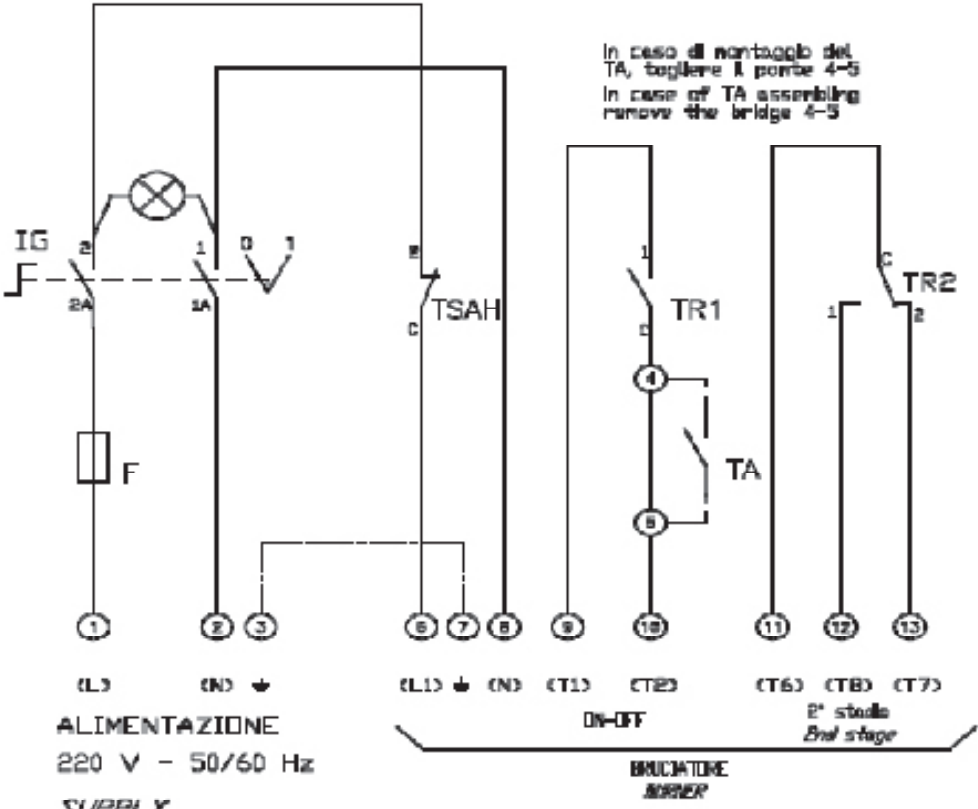 In caso di montaggio del
TA, togliere il ponte 4-5
In case of TA assembling
remove the bridge 4-5
IG
2
1
0
1
B
1
C
2A
1A
TSAH
TR1
TR2
C
C
1
2
4
F
TA
5
1
2
3
6
7
8
9
10
11
12
13
(L)
(N)
(L1)
(N)
(T1)
(T2)
(T6)
(T8)
(T7)
ALIMENTAZIONE
ON-OFF
2° stadio
2nd stage
220 V - 50/60 Hz
BRUCIATORE
BURNER
SUPPLY